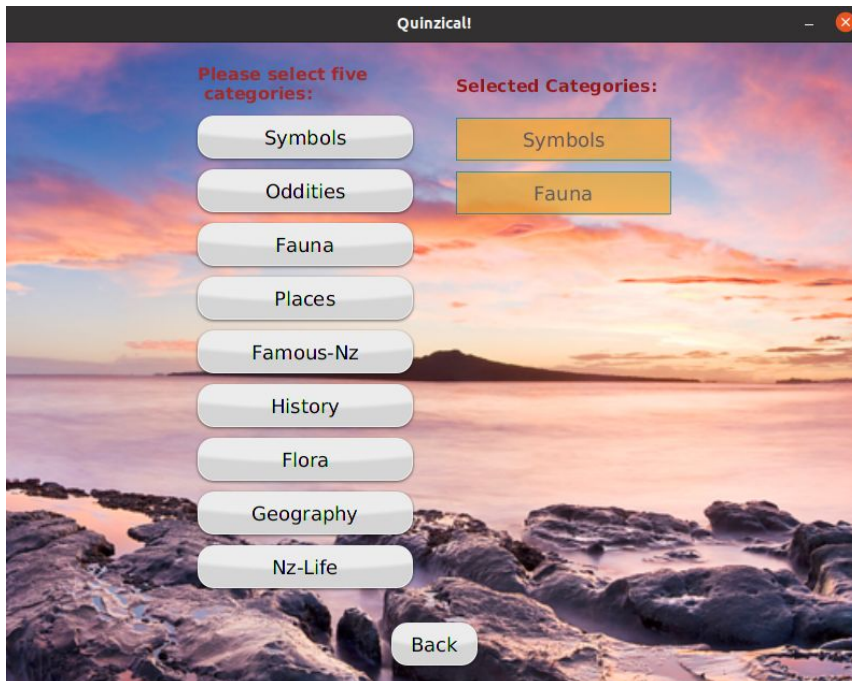 Quinzical!
Please select five
categories:
Symbols
Oddities
Fauna
Places
Famous-Nz
History
Flora
Geography
Nz-Life
Selected Categories:
Symbols
Fauna
Back